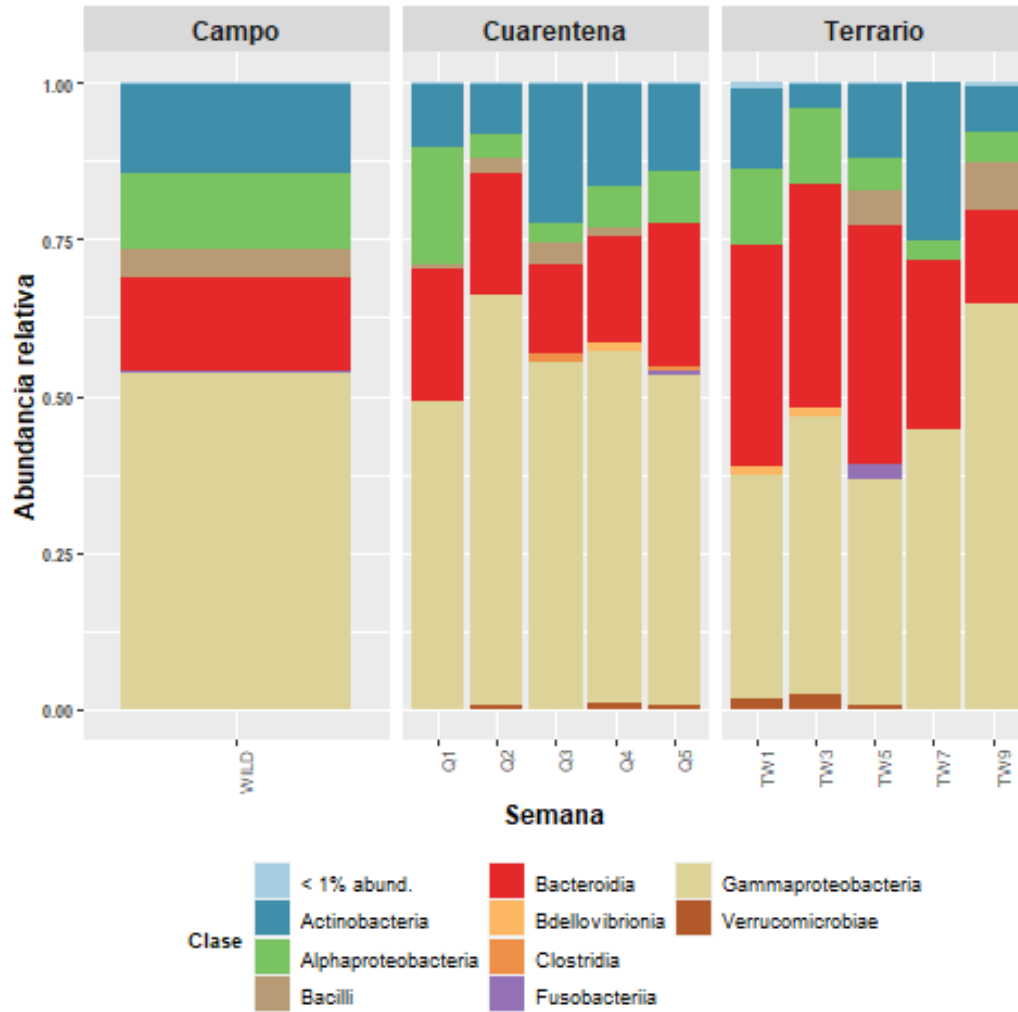 Campo Cuarentena Terrario
1.00
0.75
0.50
0.25
0.00
Abundancia relativa
WILD Q1 Q2 Q3 Q4 Q5 TW1 TW3 TW5 TW7 TW9
Semana
Clase
< 1% abund.
Actinobacteria
Alphaproteobacteria
Bacilli
Bacteroidia
Bdellovibrionia
Clostridia
Fusobacteriia
Gammaproteobacteria
Verrucomicrobiae